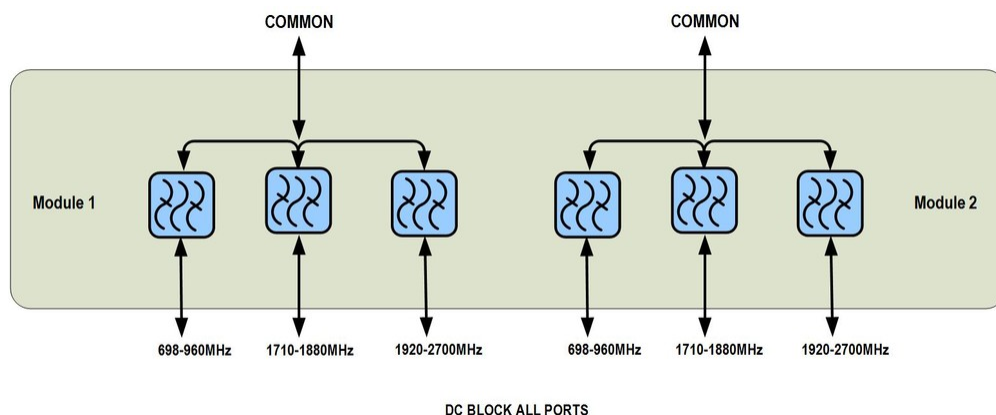 COMMON COMMON
Module 1 Module 2
698-960MHz 1710-1880MHz 1920-2700MHz 698-960MHz 1710-1880MHz 1920-2700MHz
DC BLOCK ALL PORTS